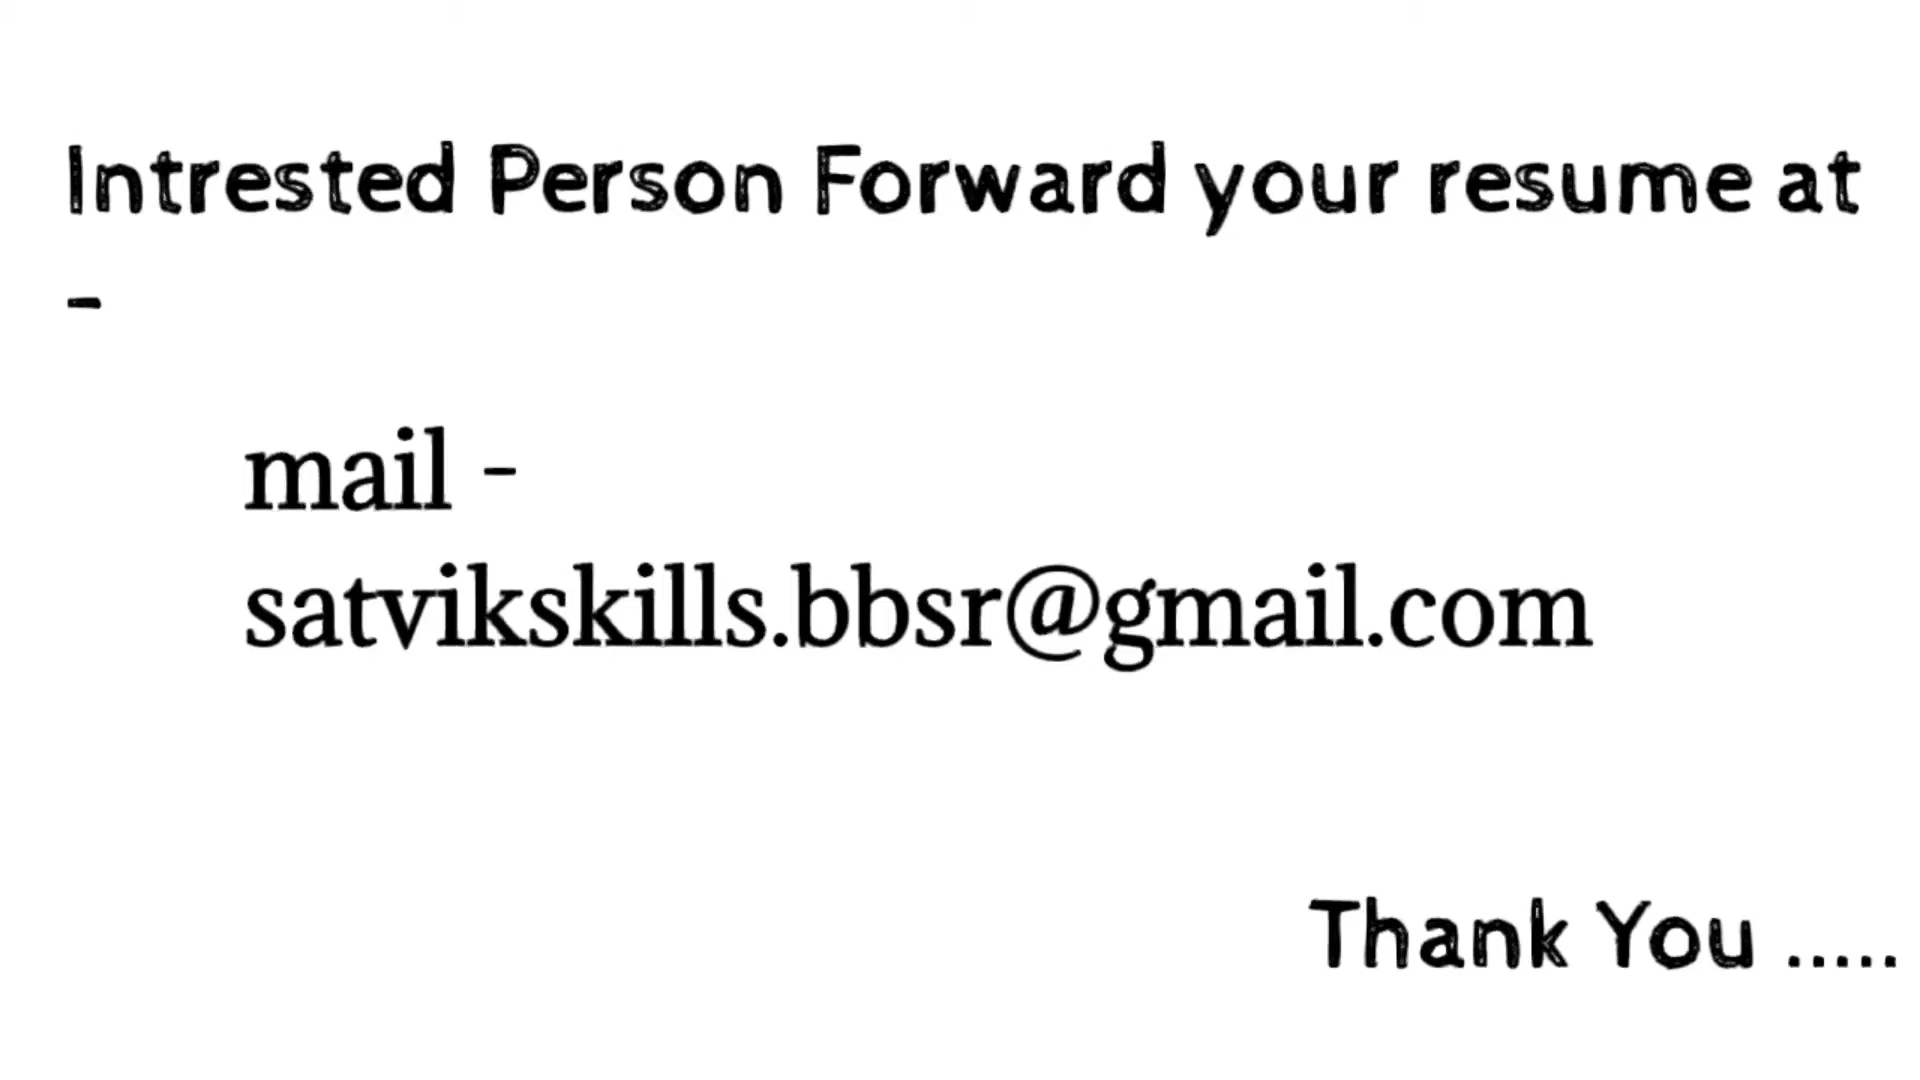 Intrested Person Forward your resume at
-
mail -
satvikskills.bbsr@gmail.com
Thank You .....